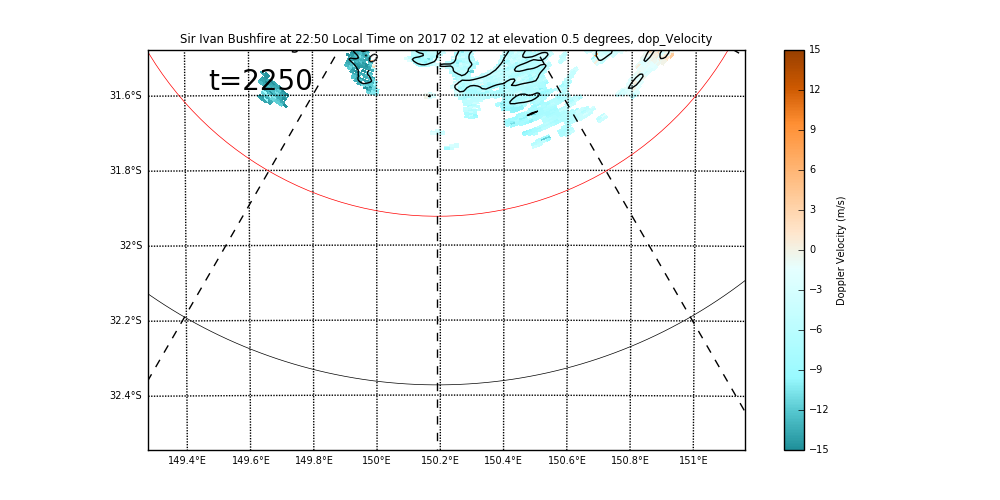 Sir Ivan Bushfire at 22:50 Local Time on 2017 02 12 at elevation 0.5 degrees, dop_Velocity
t=2250
31.6°S
31.8°S
32°S
32.2°S
32.4°S
149.4°E 149.6°E 149.8°E 150°E 150.2°E 150.4°E 150.6°E 150.8°E 151°E
15
12
9
6
3
0
−3
−6
−9
−12
−15
Doppler Velocity (m/s)